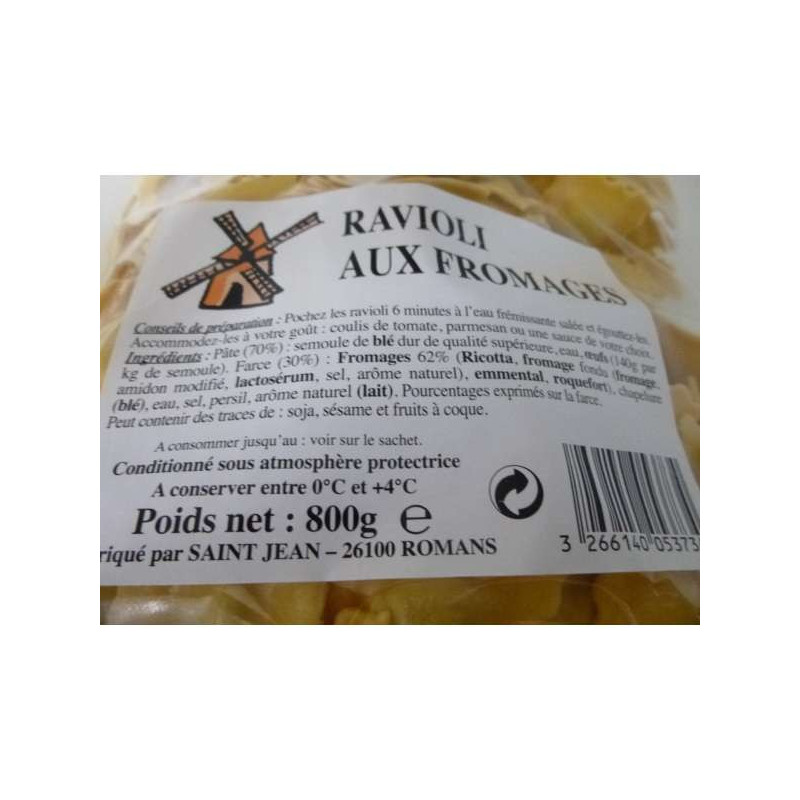 RAVIOLI
AUX FROMAGES
Conseils de préparation : Pochez les ravioli 6 minutes à l'eau frémissante salée et égouttez-les.
Accommodez-les à votre goût : coulis de tomate, parmesan ou une sauce de votre choix.
Ingrédients : Pâte (70%) : semoule de blé dur de qualité supérieure, eau, œufs (140g par
kg de semoule). Farce (30%) : Fromages 62% (Ricotta, fromage fondu (fromage,
amidon modifié, lactosérum, sel, arôme naturel), emmental, roquefort), chapelure
(blé), eau, sel, persil, arôme naturel (lait). Pourcentages exprimés sur la farce.
Peut contenir des traces de : soja, sésame et fruits à coque.
A consommer jusqu'au : voir sur le sachet.
Conditionné sous atmosphère protectrice
A conserver entre 0°C et +4°C
Poids net : 800g e
riqué par SAINT JEAN – 26100 ROMANS
3 266140 05373